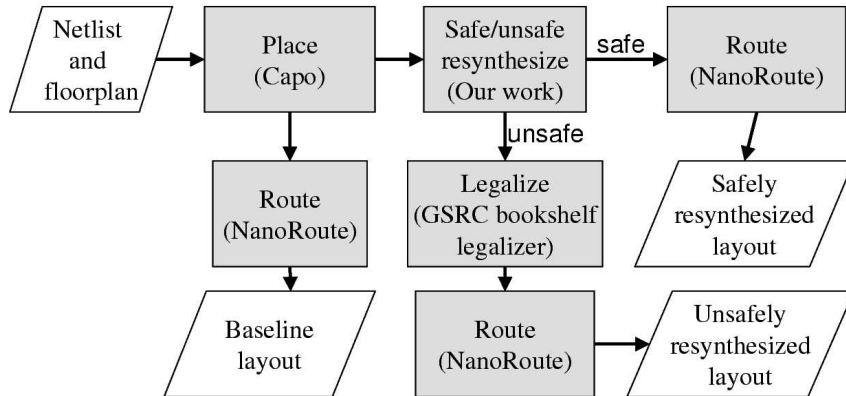 Netlist
and
floorplan
Place
(Capo)
Safe/unsafe
resynthesize
(Our work)
safe
Route
(NanoRoute)
unsafe
Route
(NanoRoute)
Legalize
(GSRC bookshelf
legalizer)
Safely
resynthesized
layout
Baseline
layout
Route
(NanoRoute)
Unsafely
resynthesized
layout